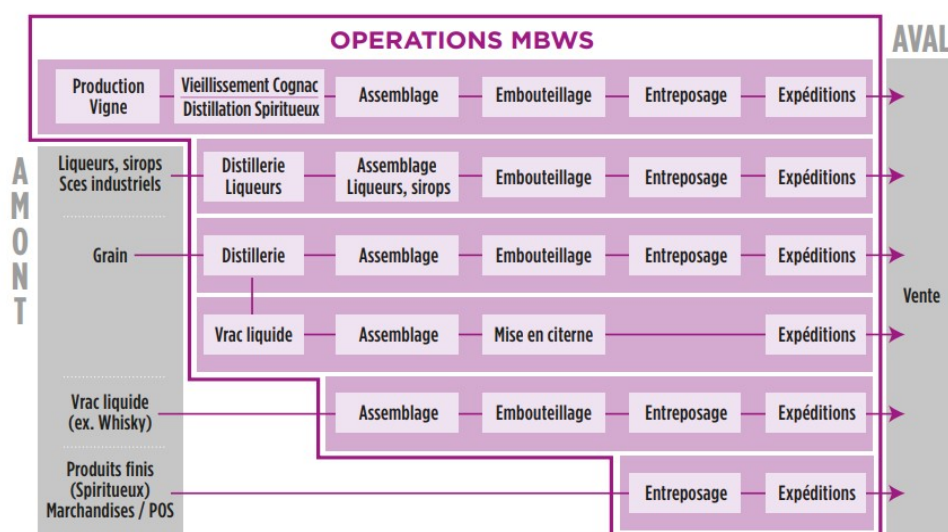 OPERATIONS MBWS
AVAL
Production
Vigne
Vieillissement Cognac
Distillation Spiritueux
Assemblage
Embouteillage
Entreposage
Expéditions
AMONT
Liqueurs, sirops
Sces industriels
Distillerie
Liqueurs
Assemblage
Liqueurs, sirops
Embouteillage
Entreposage
Expéditions
Grain
Distillerie
Assemblage
Embouteillage
Entreposage
Expéditions
Vente
Vrac liquide
Assemblage
Mise en citerne
Expéditions
Vrac liquide
(ex. Whisky)
Assemblage
Embouteillage
Entreposage
Expéditions
Produits finis
(Spiritueux)
Marchandises / POS
Entreposage
Expéditions